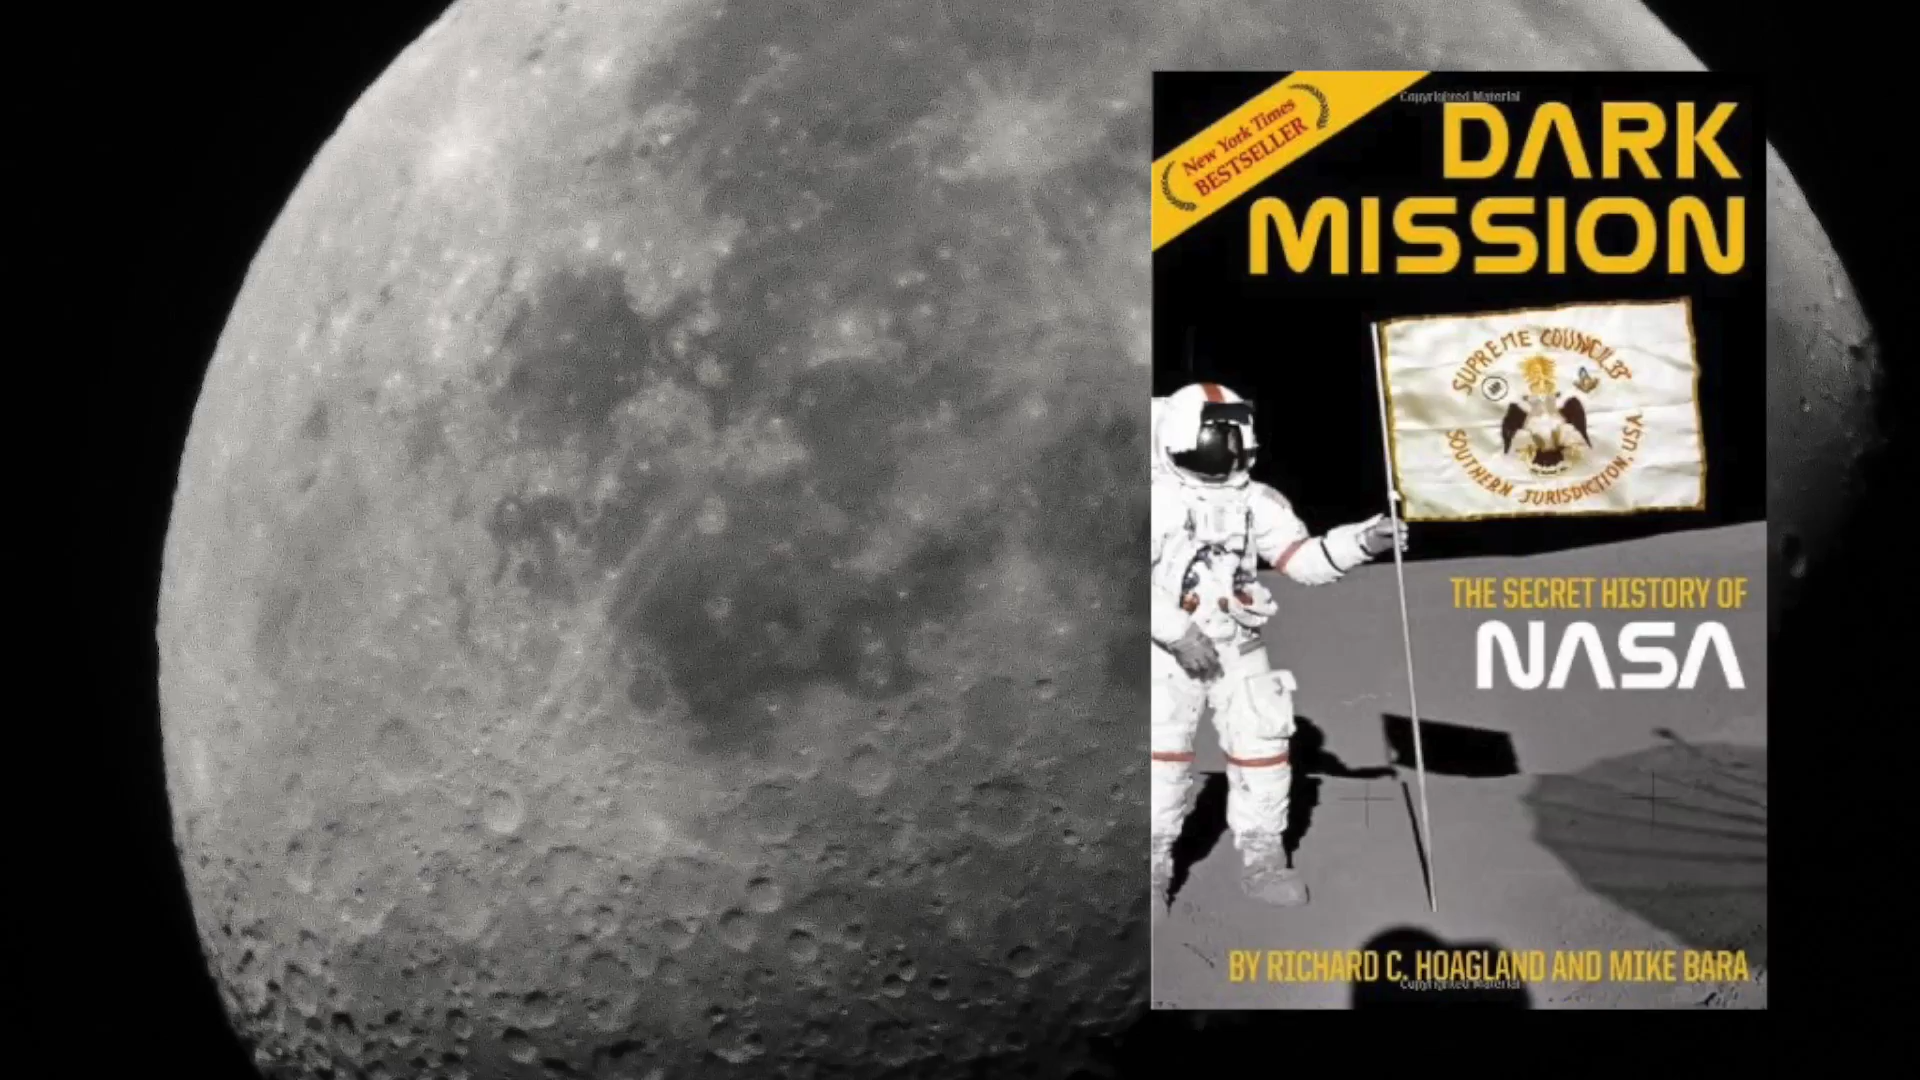 Copyrighted Material
New York Times
BESTSELLER
DARK
MISSION
SUPREME COUNCIL 33°
SOUTHERN JURISDICTION, USA
THE SECRET HISTORY OF
NASA
BY RICHARD C. HOAGLAND AND MIKE BARA
Copyrighted Material